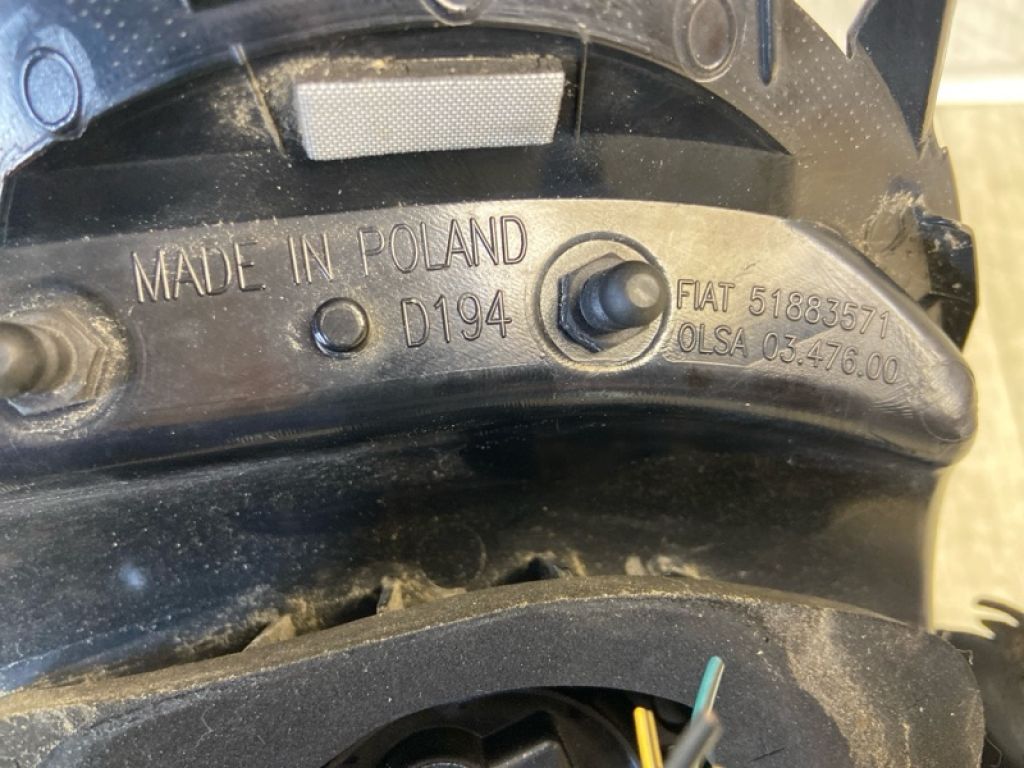 MADE IN POLAND
D194
FIAT 51883571
OLSA 03.476.00